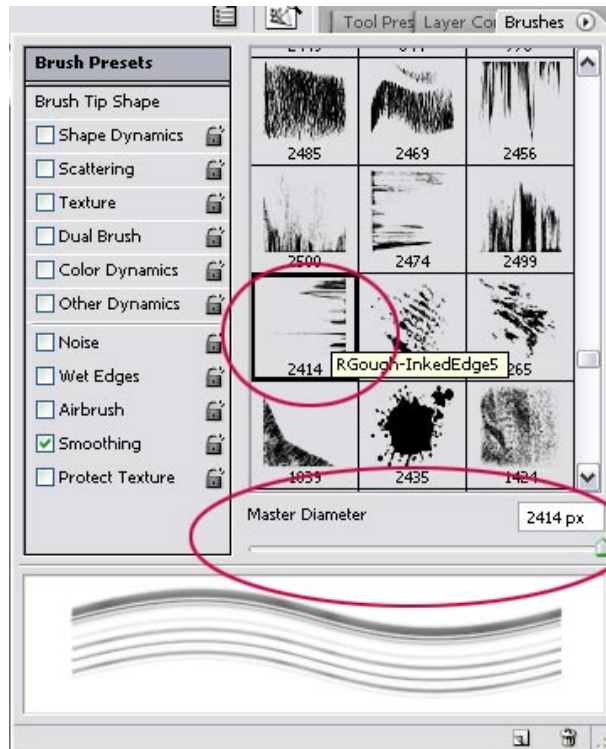 Tool Pres Layer Co Brushes
Brush Presets
Brush Tip Shape
Shape Dynamics
Scattering
Texture
Dual Brush
Color Dynamics
Other Dynamics
Noise
Wet Edges
Airbrush
Smoothing
Protect Texture
2485 2469 2456
2500 2474 2499
2414 RGough-InkedEdge5 265
1039 2435 1424
Master Diameter 2414 px